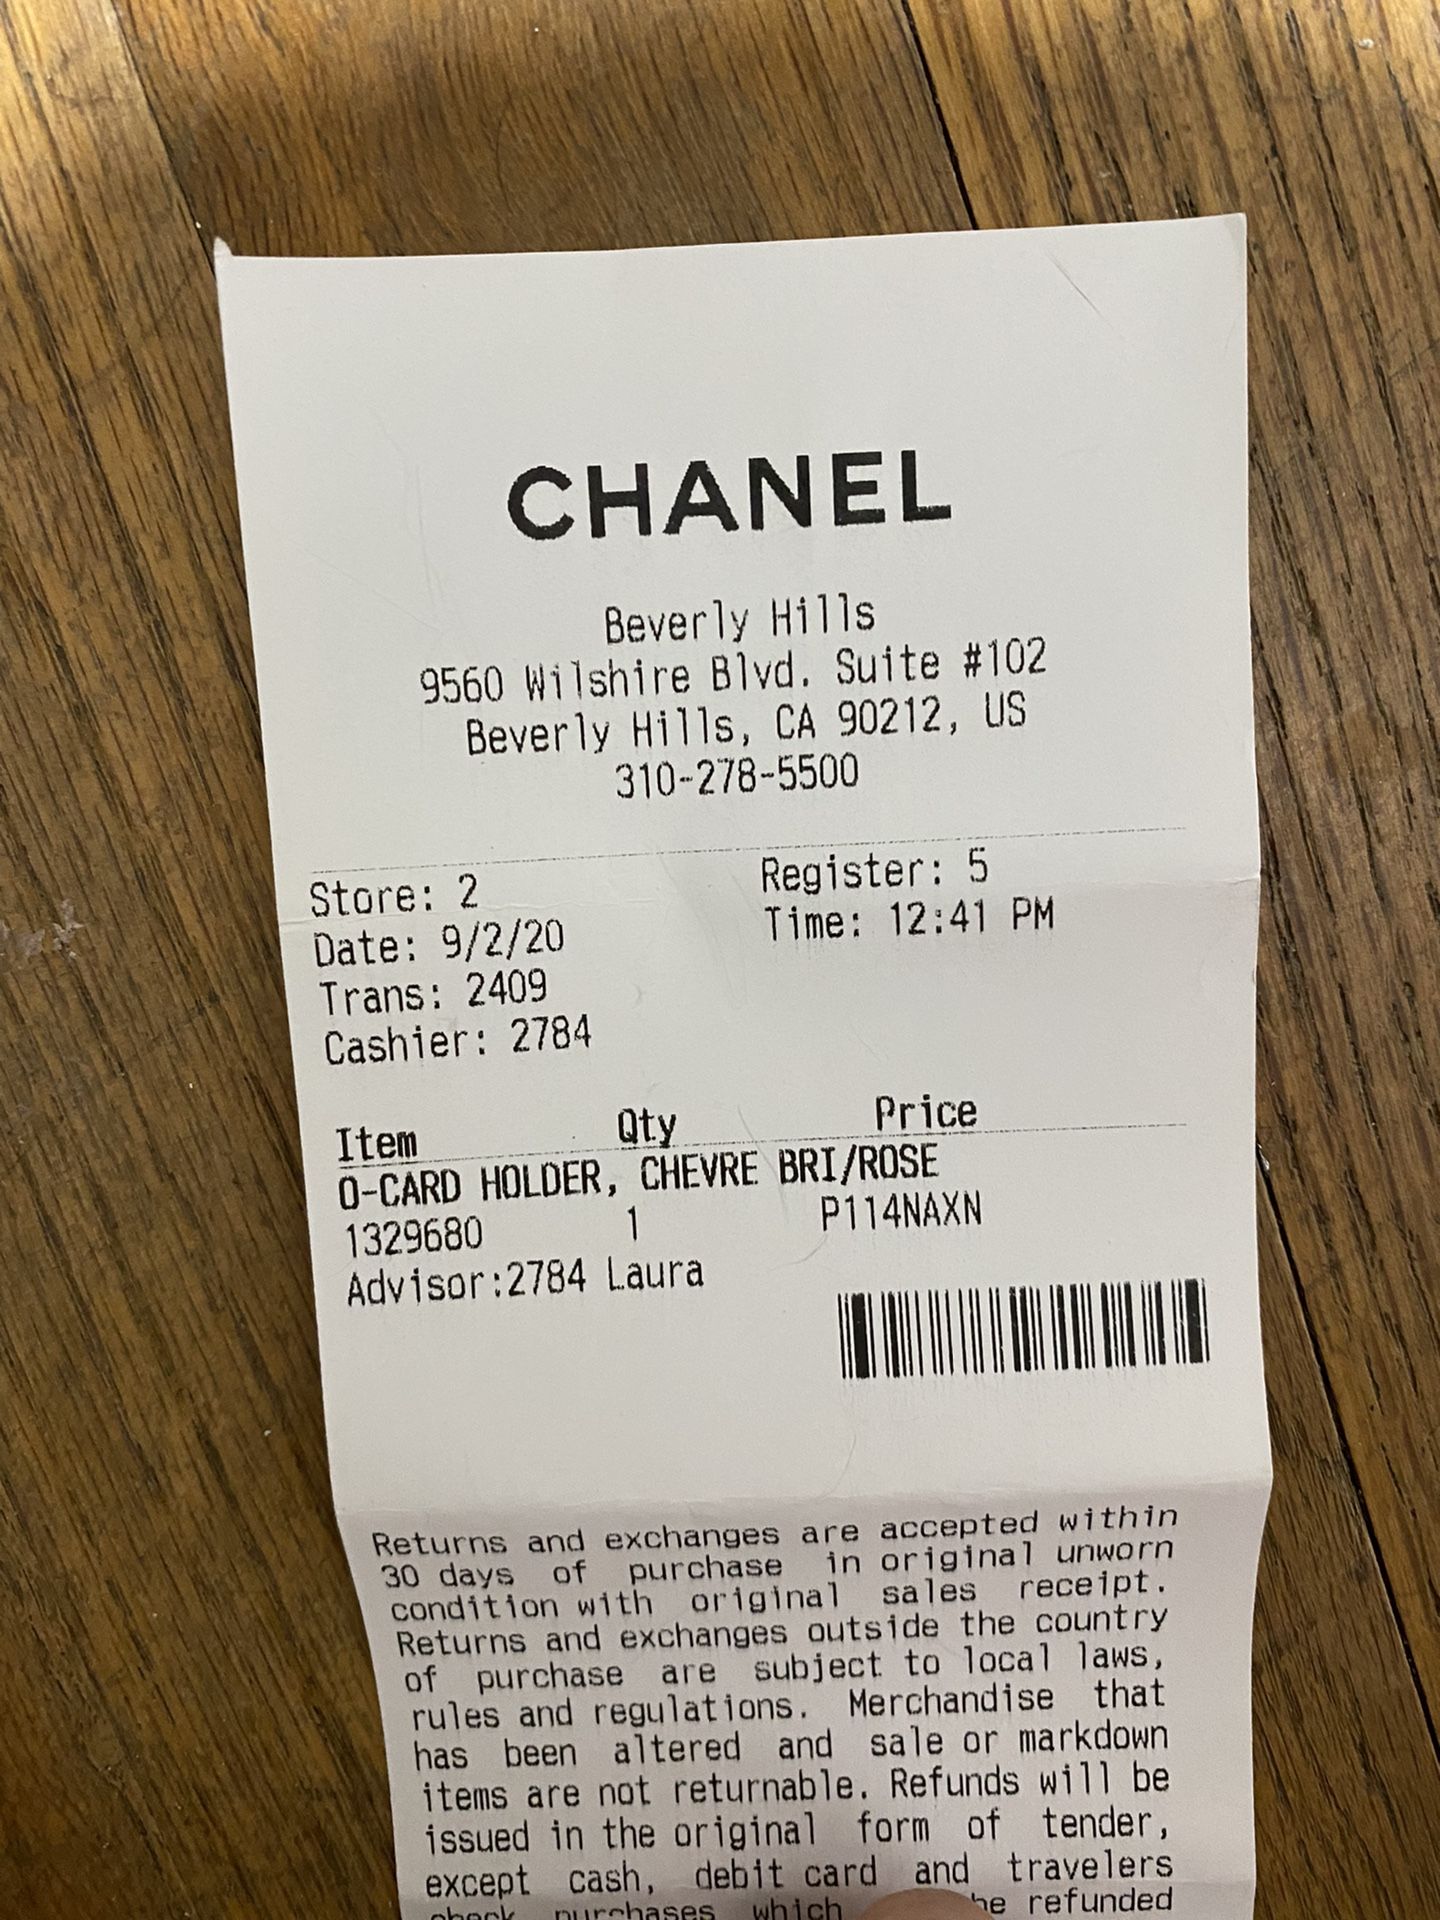 CHANEL
Beverly Hills
9560 Wilshire Blvd. Suite #102
Beverly Hills, CA 90212, US
310-278-5500
Store: 2 Register: 5
Date: 9/2/20 Time: 12:41 PM
Trans: 2409
Cashier: 2784
Item Qty Price
O-CARD HOLDER, CHEVRE BRI/ROSE
1329680 1 P114NAXN
Advisor:2784 Laura
Returns and exchanges are accepted within
30 days of purchase in original unworn
condition with original sales receipt.
Returns and exchanges outside the country
of purchase are subject to local laws,
rules and regulations. Merchandise that
has been altered and sale or markdown
items are not returnable. Refunds will be
issued in the original form of tender,
except cash, debit card and travelers
check purchases which be refunded